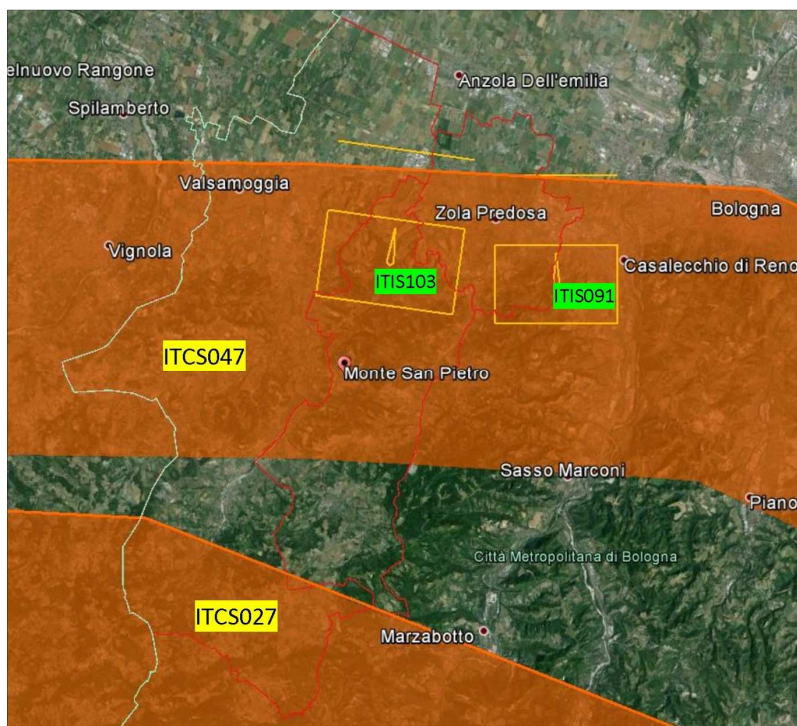 elnuovo Rangone
Anzola Dell'emilia
Spilamberto
Valsamoggia
Zola Predosa
Bologna
Vignola
Casalecchio di Reno
ITIS103
ITIS091
ITCS047
Monte San Pietro
Sasso Marconi
Piano
Città Metropolitana di Bologna
ITCS027
Marzabotto